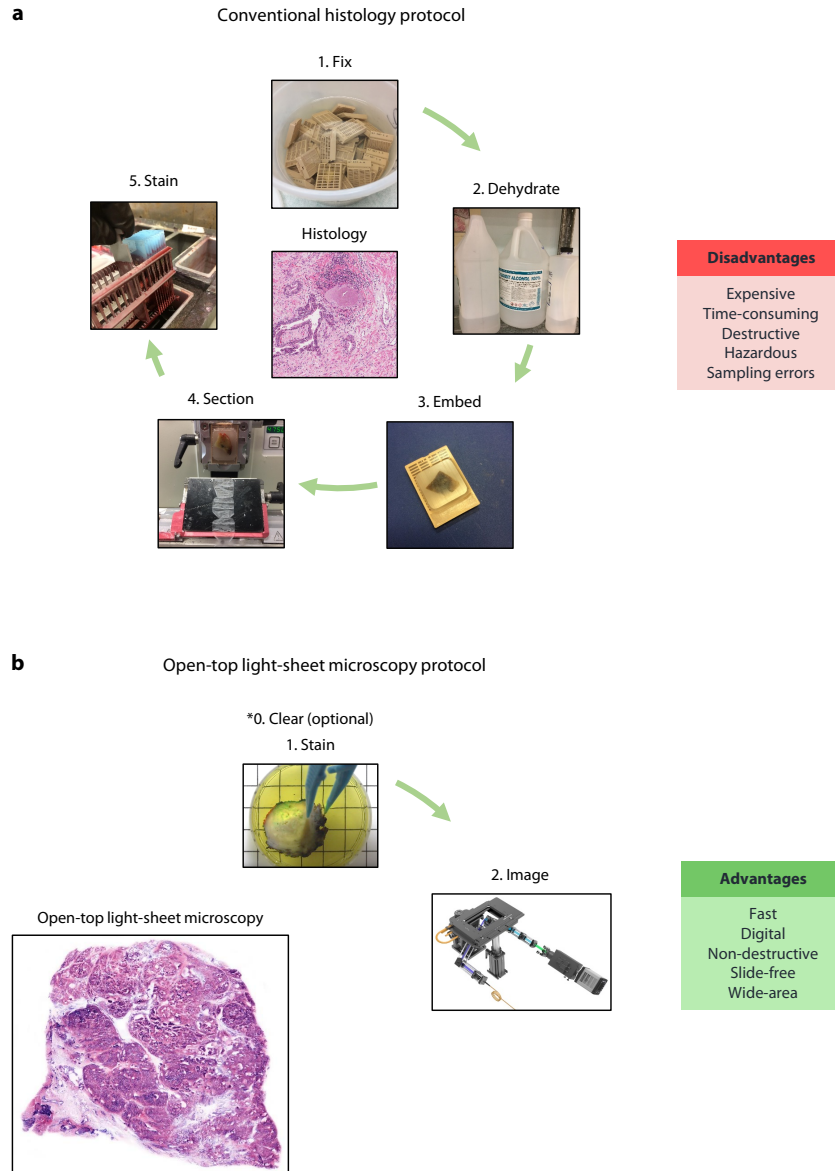 a
Conventional histology protocol
1. Fix
5. Stain
2. Dehydrate
Histology
Disadvantages
Expensive
Time-consuming
Destructive
Hazardous
Sampling errors
4. Section
3. Embed
b
Open-top light-sheet microscopy protocol
*0. Clear (optional)
1. Stain
2. Image
Advantages
Fast
Digital
Non-destructive
Slide-free
Wide-area
Open-top light-sheet microscopy